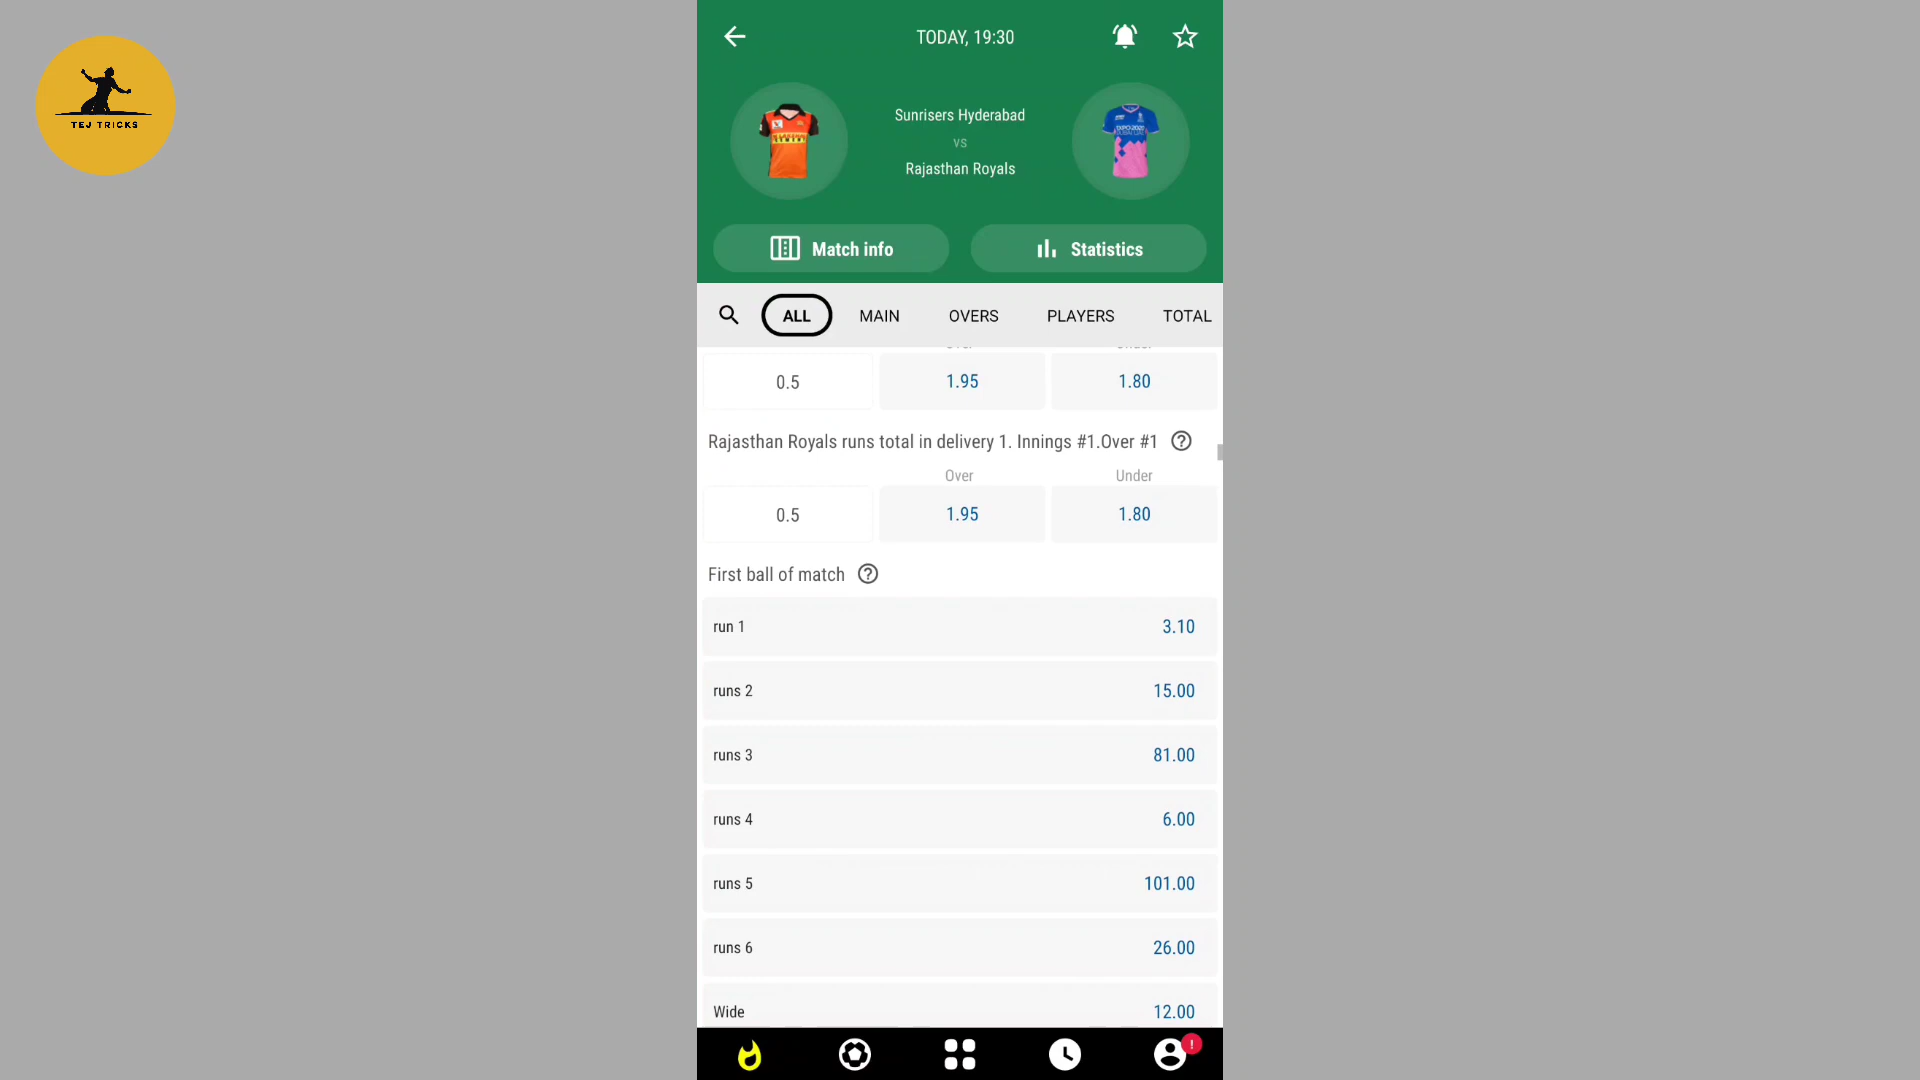 TEJ TRICKS
TODAY, 19:30
Sunrisers Hyderabad
vs
Rajasthan Royals
EXPO2020
Match info
Statistics
ALL MAIN OVERS PLAYERS TOTAL
0.5 1.95 1.80
Rajasthan Royals runs total in delivery 1. Innings #1.Over #1 ?
Over Under
0.5 1.95 1.80
First ball of match ?
run 1 3.10
runs 2 15.00
runs 3 81.00
runs 4 6.00
runs 5 101.00
runs 6 26.00
Wide 12.00
!